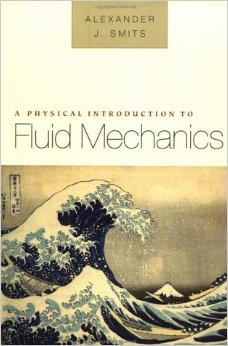 ALEXANDER
J. SMITS
A PHYSICAL INTRODUCTION TO
Fluid Mechanics